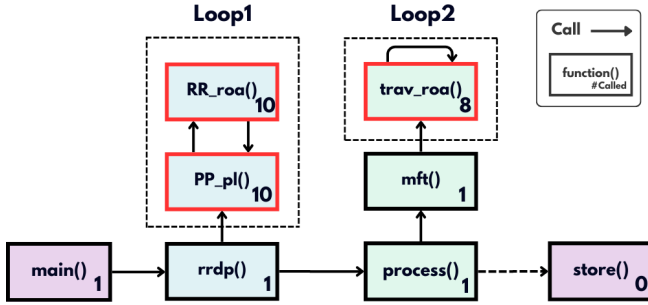 Loop1
Loop2
Call
function()
#Called
RR_roa()
10
trav_roa()
8
PP_pl()
10
mft()
1
main()
1
rrdp()
1
process()
1
store()
0